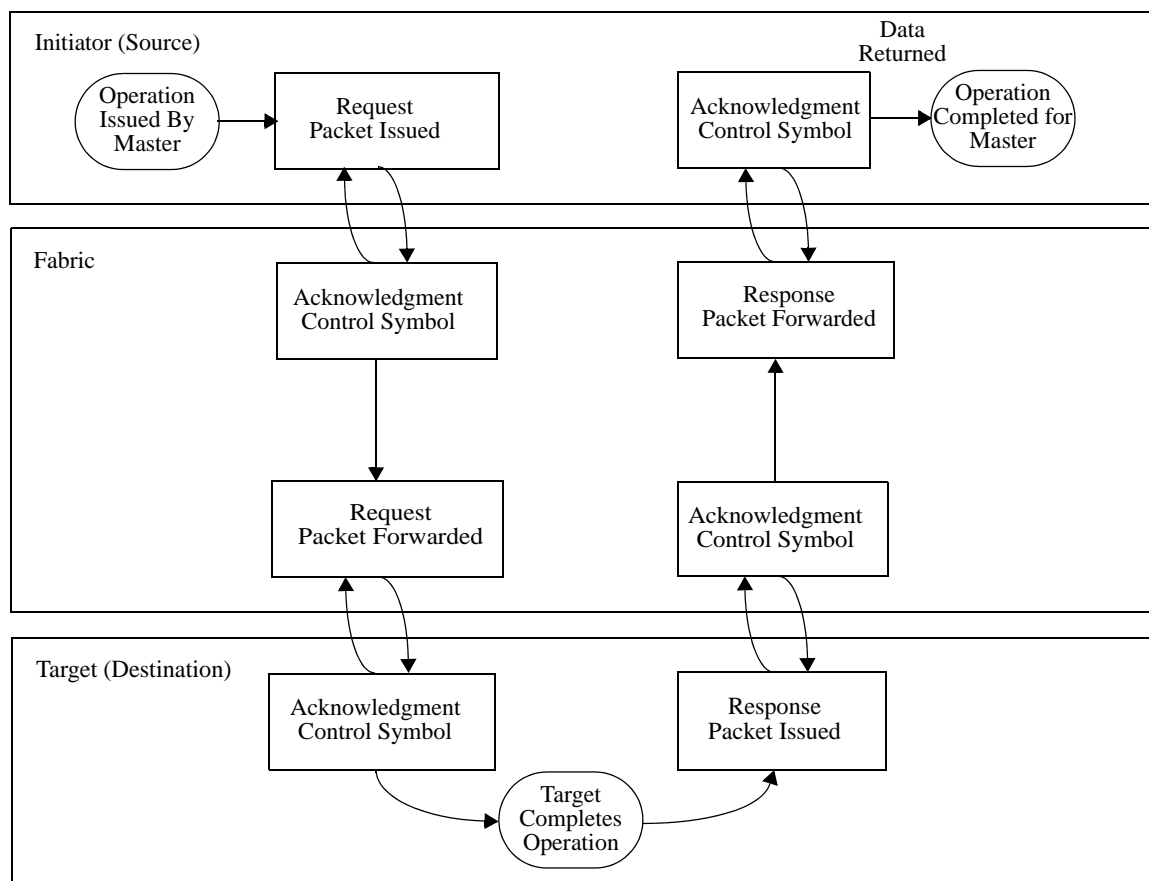 Initiator (Source)
Data
Returned
Operation
Issued By
Master
Request
Packet Issued
Acknowledgment
Control Symbol
Operation
Completed for
Master
Fabric
Acknowledgment
Control Symbol
Response
Packet Forwarded
Request
Packet Forwarded
Acknowledgment
Control Symbol
Target (Destination)
Acknowledgment
Control Symbol
Response
Packet Issued
Target
Completes
Operation